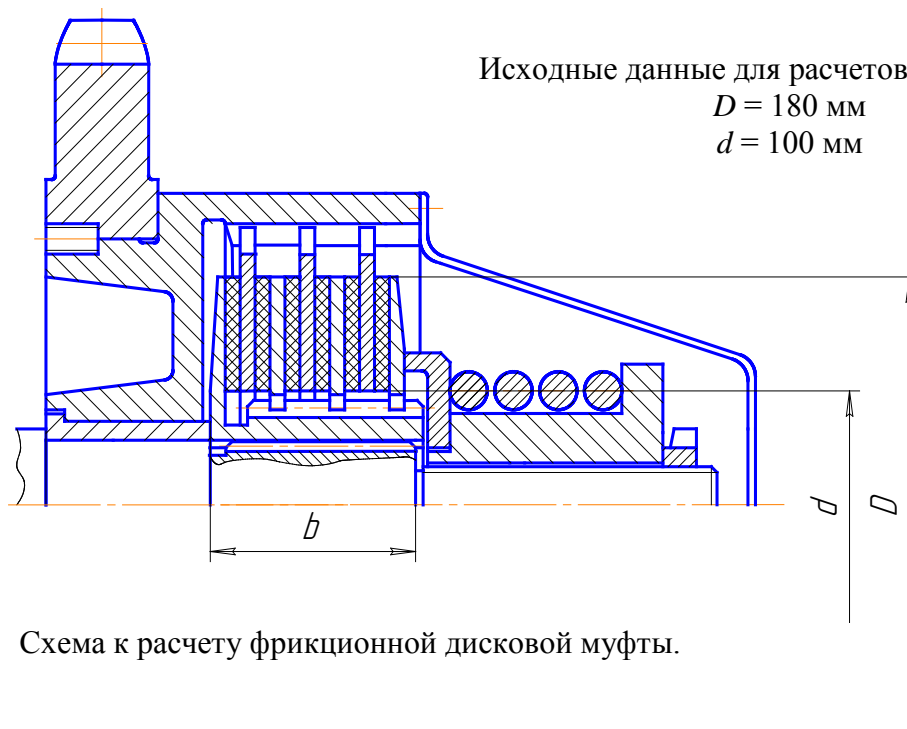 Исходные данные для расчетов
D = 180 мм
d = 100 мм
b
d
D
Схема к расчету фрикционной дисковой муфты.